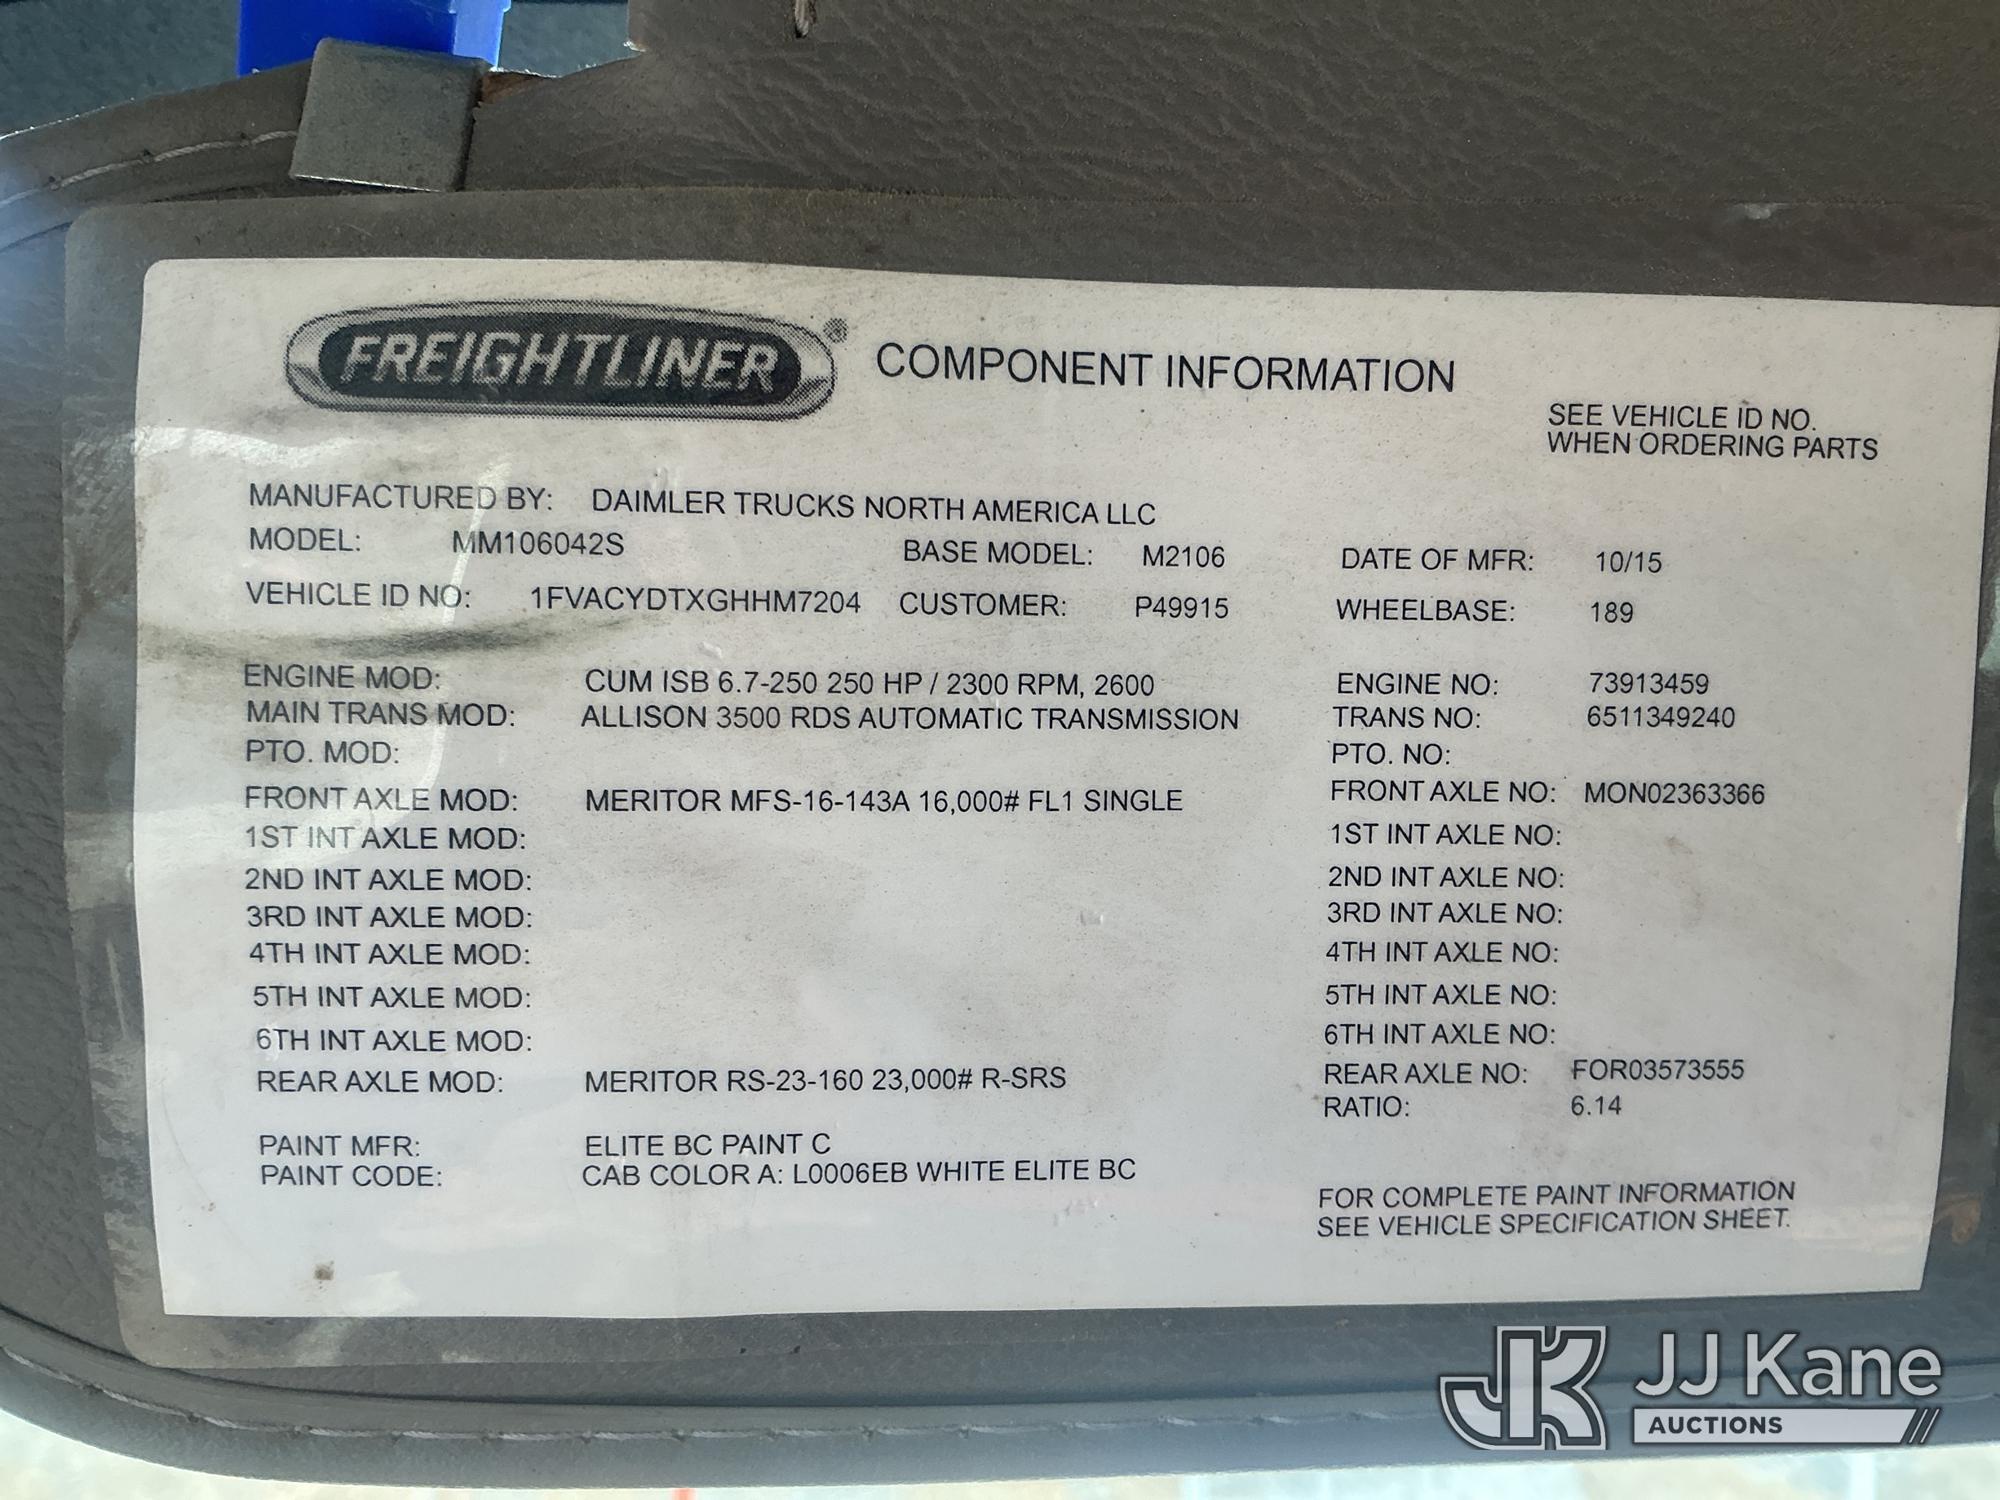 FREIGHTLINER ® COMPONENT INFORMATION
SEE VEHICLE ID NO.
WHEN ORDERING PARTS
MANUFACTURED BY: DAIMLER TRUCKS NORTH AMERICA LLC
MODEL: MM106042S BASE MODEL: M2106 DATE OF MFR: 10/15
VEHICLE ID NO: 1FVACYDTXGHHM7204 CUSTOMER: P49915 WHEELBASE: 189
ENGINE MOD: CUM ISB 6.7-250 250 HP / 2300 RPM, 2600 ENGINE NO: 73913459
MAIN TRANS MOD: ALLISON 3500 RDS AUTOMATIC TRANSMISSION TRANS NO: 6511349240
PTO. MOD: PTO. NO:
FRONT AXLE MOD: MERITOR MFS-16-143A 16,000# FL1 SINGLE FRONT AXLE NO: MON02363366
1ST INT AXLE MOD: 1ST INT AXLE NO:
2ND INT AXLE MOD: 2ND INT AXLE NO:
3RD INT AXLE MOD: 3RD INT AXLE NO:
4TH INT AXLE MOD: 4TH INT AXLE NO:
5TH INT AXLE MOD: 5TH INT AXLE NO:
6TH INT AXLE MOD: 6TH INT AXLE NO:
REAR AXLE MOD: MERITOR RS-23-160 23,000# R-SRS REAR AXLE NO: FOR03573555
RATIO: 6.14
PAINT MFR: ELITE BC PAINT C
PAINT CODE: CAB COLOR A: L0006EB WHITE ELITE BC
FOR COMPLETE PAINT INFORMATION
SEE VEHICLE SPECIFICATION SHEET.
JK JJ Kane
AUCTIONS